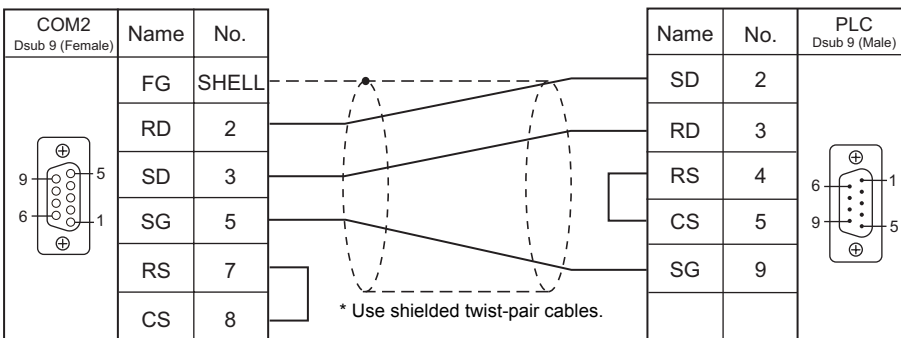 COM2
Dsub 9 (Female)
Name No.
FG SHELL
RD 2
SD 3
SG 5
RS 7
CS 8
9 5
6 1
* Use shielded twist-pair cables.
Name No.
PLC
Dsub 9 (Male)
SD 2
RD 3
RS 4
CS 5
SG 9
6 1
9 5